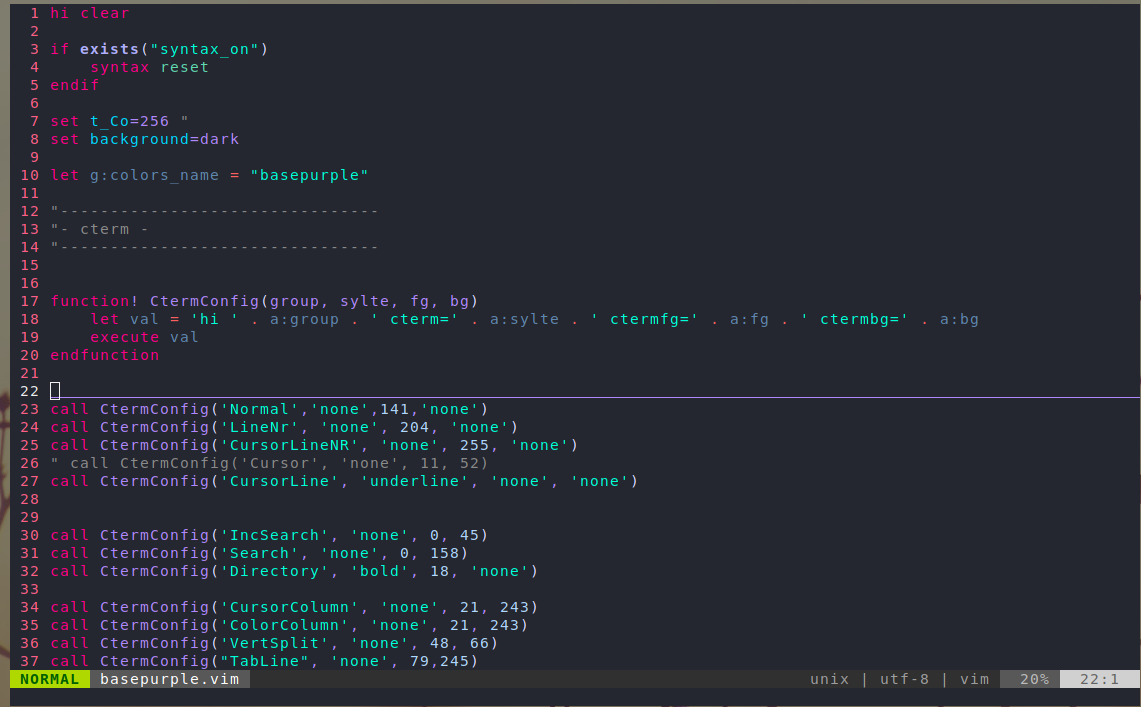 1 hi clear
2
3 if exists("syntax_on")
4     syntax reset
5 endif
6
7 set t_Co=256 "
8 set background=dark
9
10 let g:colors_name = "basepurple"
11
12 "--------------------------------
13 "- cterm -
14 "--------------------------------
15
16
17 function! CtermConfig(group, sylte, fg, bg)
18     let val = 'hi ' . a:group . ' cterm=' . a:sylte . ' ctermfg=' . a:fg . ' ctermbg=' . a:bg
19     execute val
20 endfunction
21
22
23 call CtermConfig('Normal','none',141,'none')
24 call CtermConfig('LineNr', 'none', 204, 'none')
25 call CtermConfig('CursorLineNR', 'none', 255, 'none')
26 " call CtermConfig('Cursor', 'none', 11, 52)
27 call CtermConfig('CursorLine', 'underline', 'none', 'none')
28
29
30 call CtermConfig('IncSearch', 'none', 0, 45)
31 call CtermConfig('Search', 'none', 0, 158)
32 call CtermConfig('Directory', 'bold', 18, 'none')
33
34 call CtermConfig('CursorColumn', 'none', 21, 243)
35 call CtermConfig('ColorColumn', 'none', 21, 243)
36 call CtermConfig('VertSplit', 'none', 48, 66)
37 call CtermConfig("TabLine", 'none', 79,245)
NORMAL basepurple.vim unix | utf-8 | vim 20% 22:1